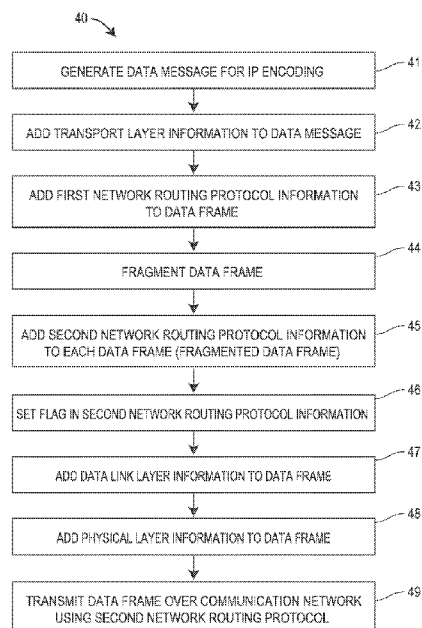 40
GENERATE DATA MESSAGE FOR IP ENCODING
41
ADD TRANSPORT LAYER INFORMATION TO DATA MESSAGE
42
ADD FIRST NETWORK ROUTING PROTOCOL INFORMATION
TO DATA FRAME
43
FRAGMENT DATA FRAME
44
ADD SECOND NETWORK ROUTING PROTOCOL INFORMATION
TO EACH DATA FRAME (FRAGMENTED DATA FRAME)
45
SET FLAG IN SECOND NETWORK ROUTING PROTOCOL INFORMATION
46
ADD DATA LINK LAYER INFORMATION TO DATA FRAME
47
ADD PHYSICAL LAYER INFORMATION TO DATA FRAME
48
TRANSMIT DATA FRAME OVER COMMUNICATION NETWORK
USING SECOND NETWORK ROUTING PROTOCOL
49